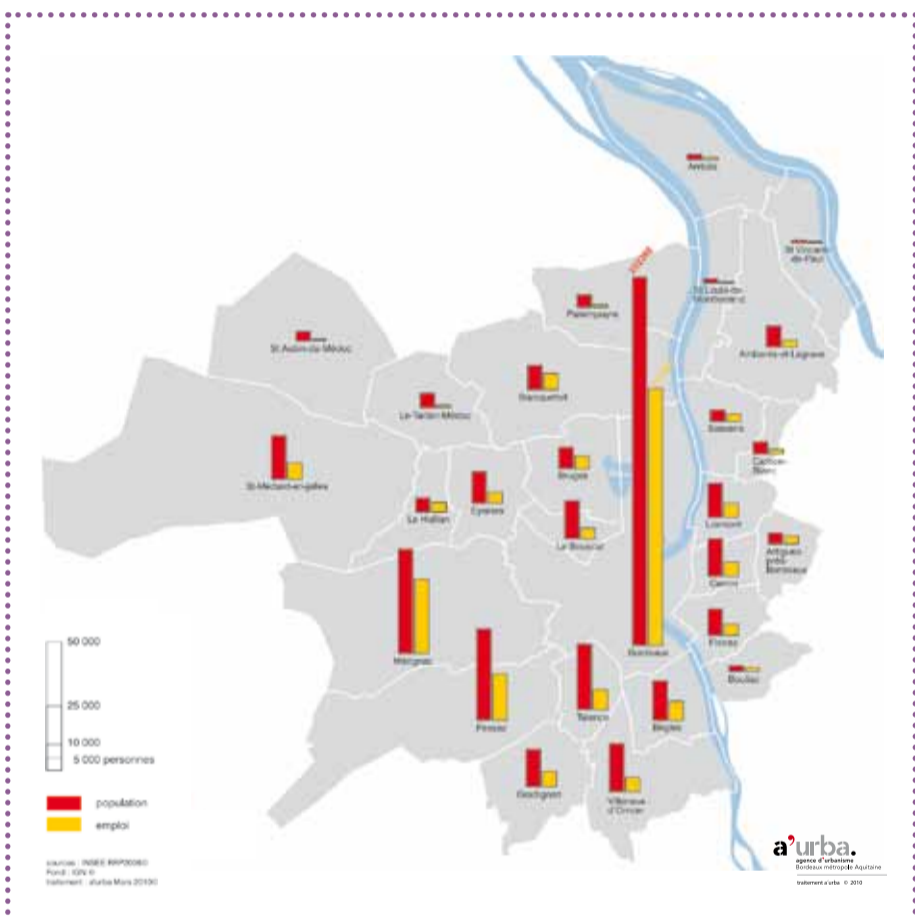 Ambès
St Vincent-
de-Paul
St Louis-de-
Montferrand
Parempuyre
Ambarès-et-Lagrave
St Aubin-de-Médoc
Blanquefort
Le Taillan-Médoc
Bassens
Carbon-
Blanc
St-Médard-en-Jalles
Bruges
Eysines
Le Haillan
Lormont
Le Bouscat
Artigues-
près-
Bordeaux
Cenon
Floirac
Bordeaux
Mérignac
Bouliac
Talence
Bègles
Pessac
Gradignan
Villenave-
d'Ornon
50 000
25 000
10 000
5 000 personnes
population
emploi
Fond : IGN ©
a'urba.
agence d'urbanisme
Bordeaux métropole Aquitaine
traitement a'urba © 2010